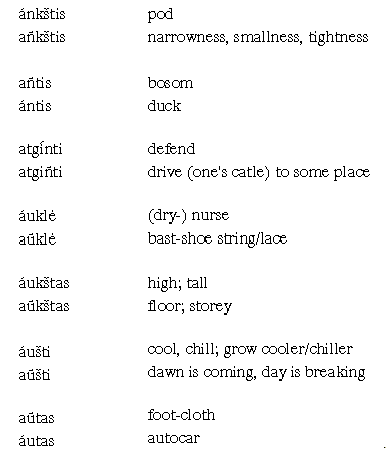 ánkštis pod
añkštis narrowness, smallness, tightness
añtis bosom
ántis duck
atgínti defend
atgiñti drive (one's catle) to some place
áuklė (dry-) nurse
aũklė bast-shoe string/lace
áukštas high; tall
aũkštas floor; storey
áušti cool, chill; grow cooler/chiller
aũšti dawn is coming, day is breaking
aũtas foot-cloth
áutas autocar